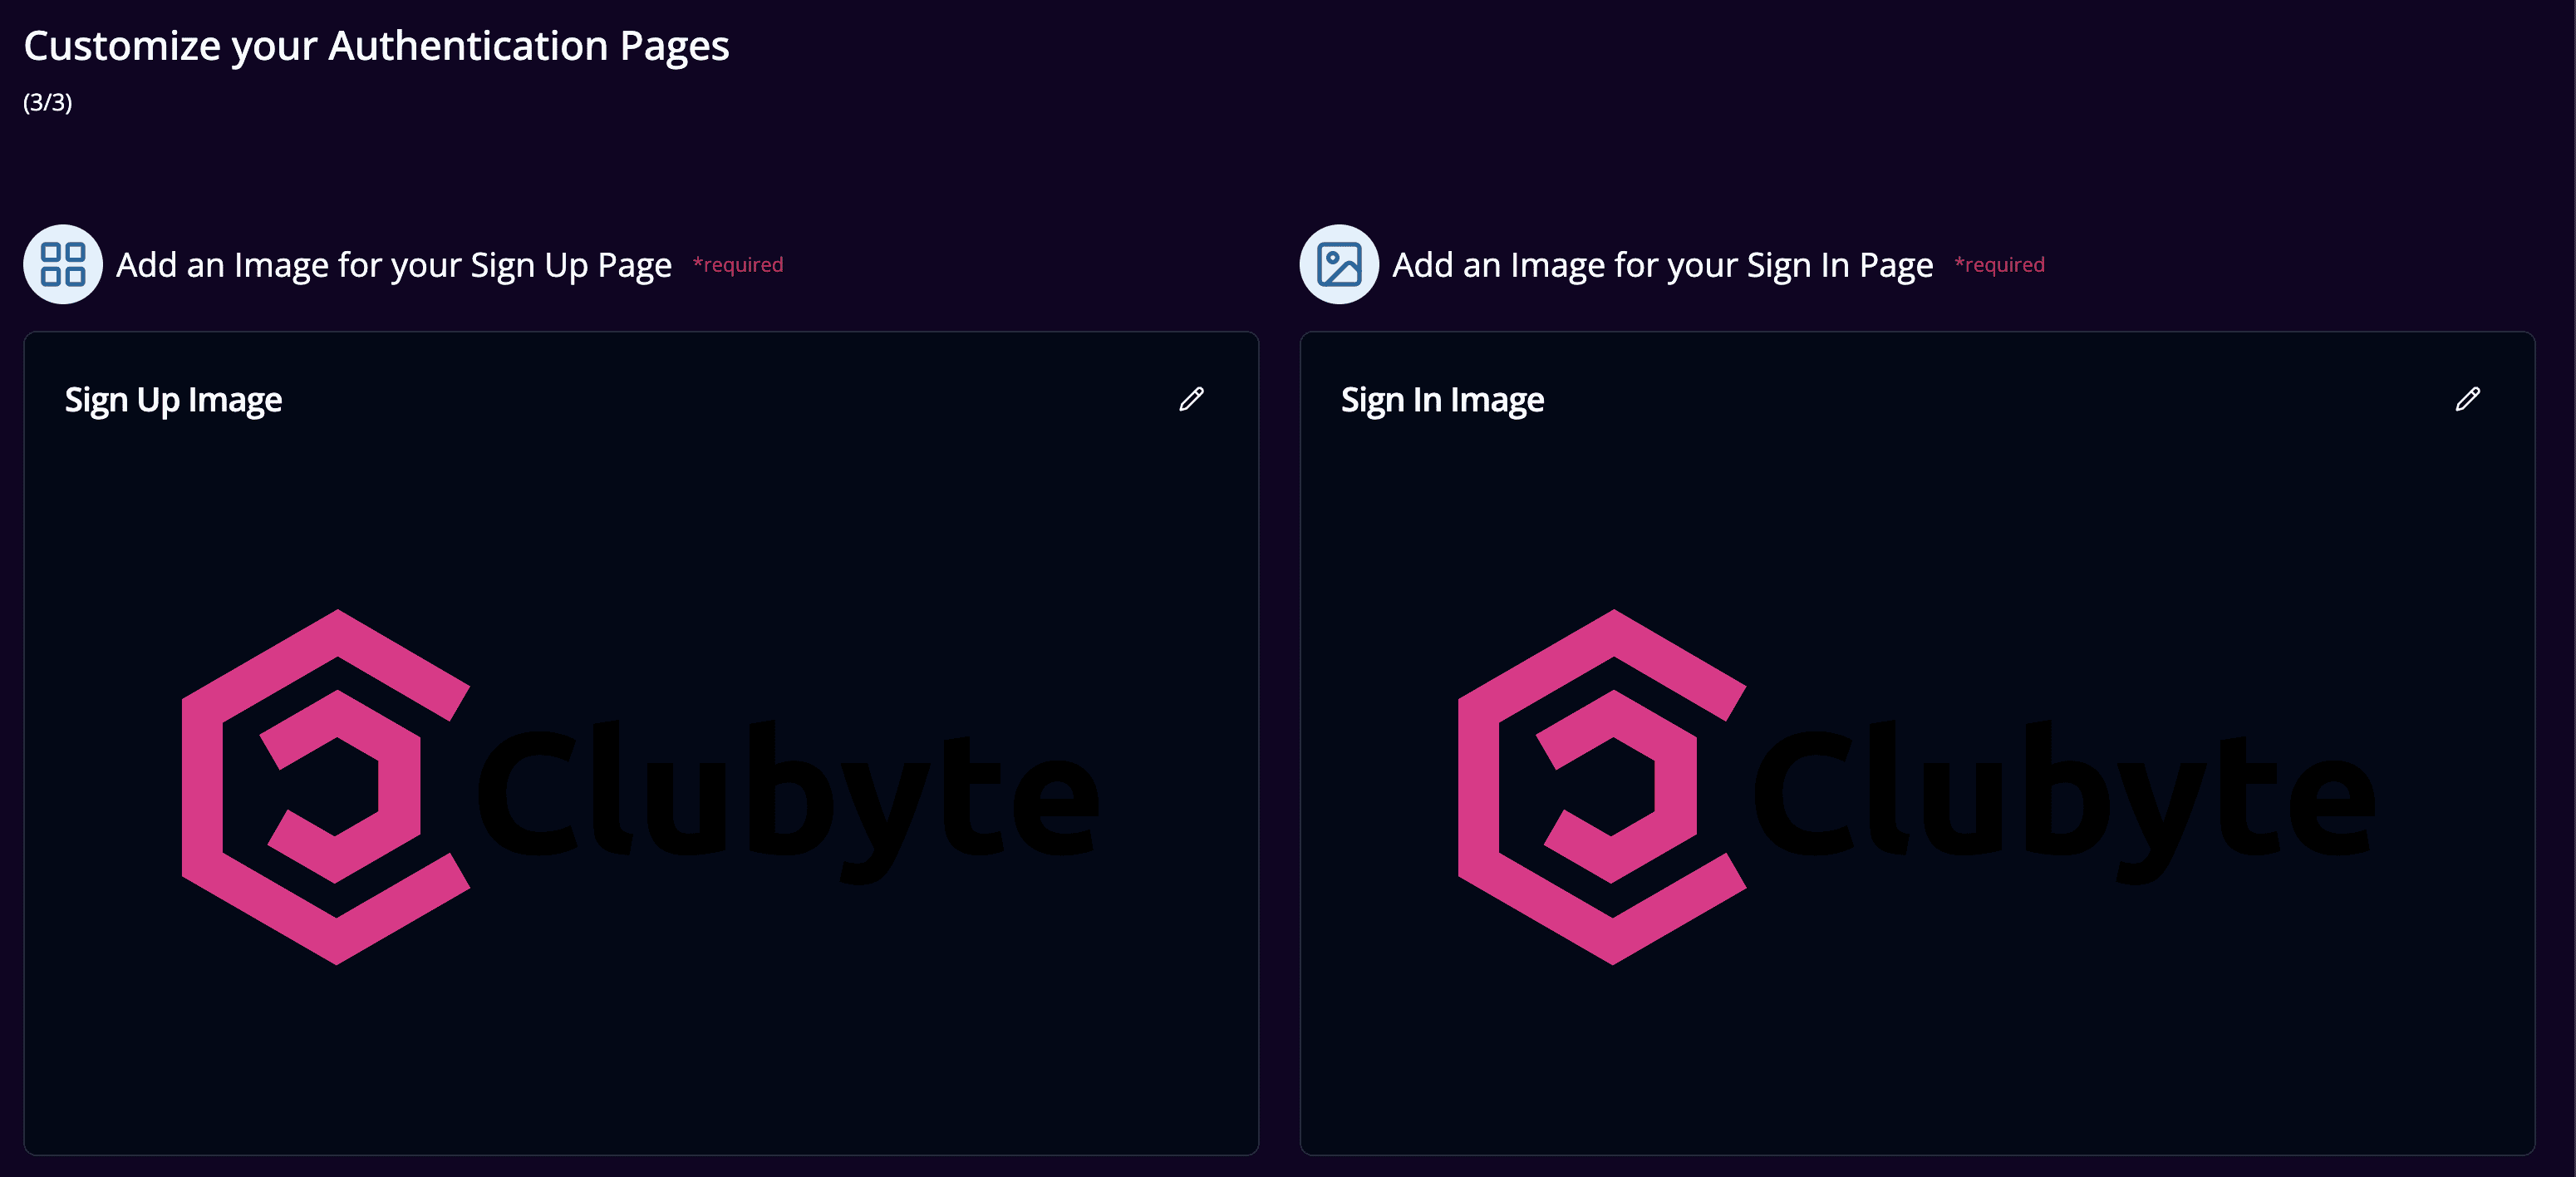 Customize your Authentication Pages
(3/3)
Add an Image for your Sign Up Page *required
Add an Image for your Sign In Page *required
Sign Up Image
Sign In Image
Clubyte
Clubyte